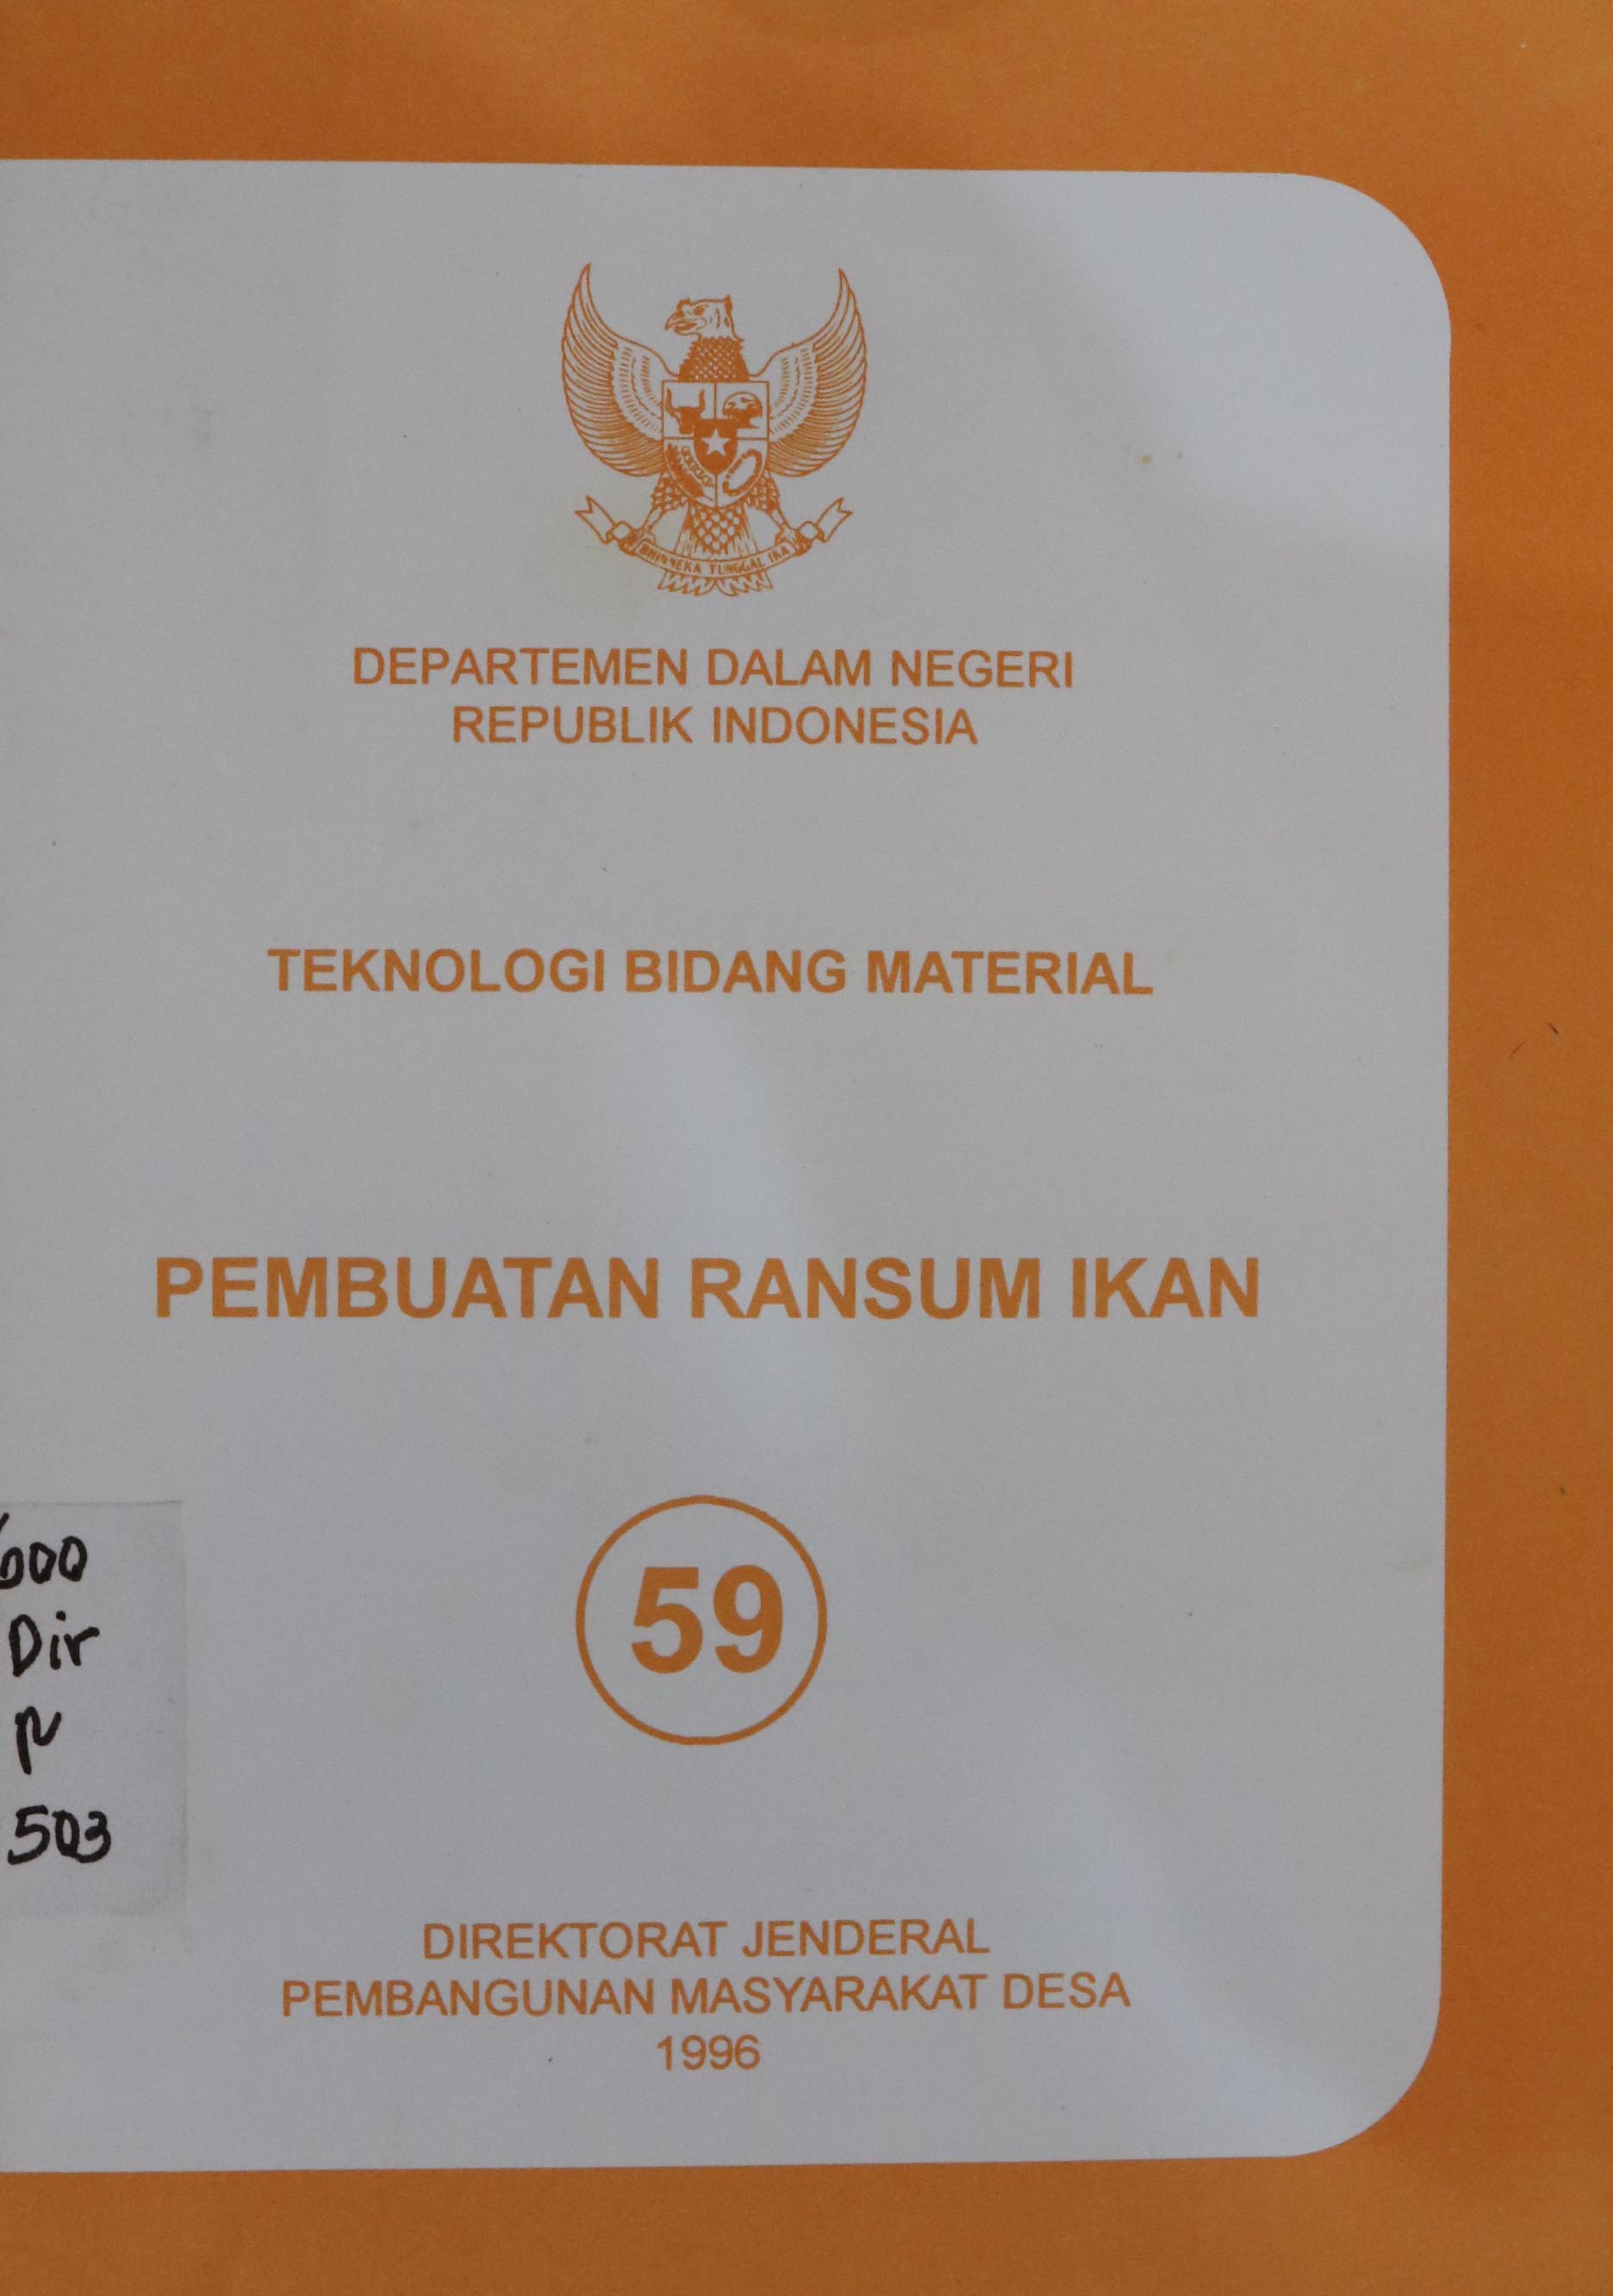 BHINNEKA TUNGGAL IKA
DEPARTEMEN DALAM NEGERI
REPUBLIK INDONESIA
TEKNOLOGI BIDANG MATERIAL
PEMBUATAN RANSUM IKAN
59
600
Dir
p
503
DIREKTORAT JENDERAL
PEMBANGUNAN MASYARAKAT DESA
1996